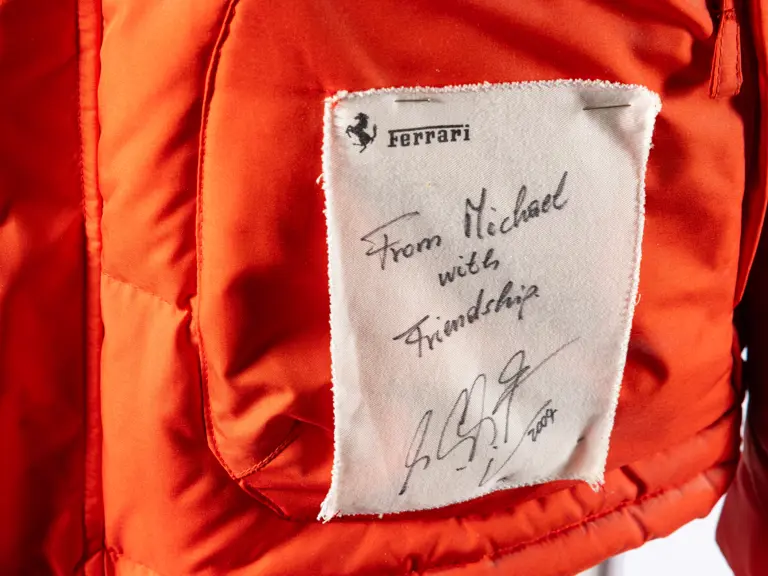 Ferrari
From Michael
with
Friendship.
2004